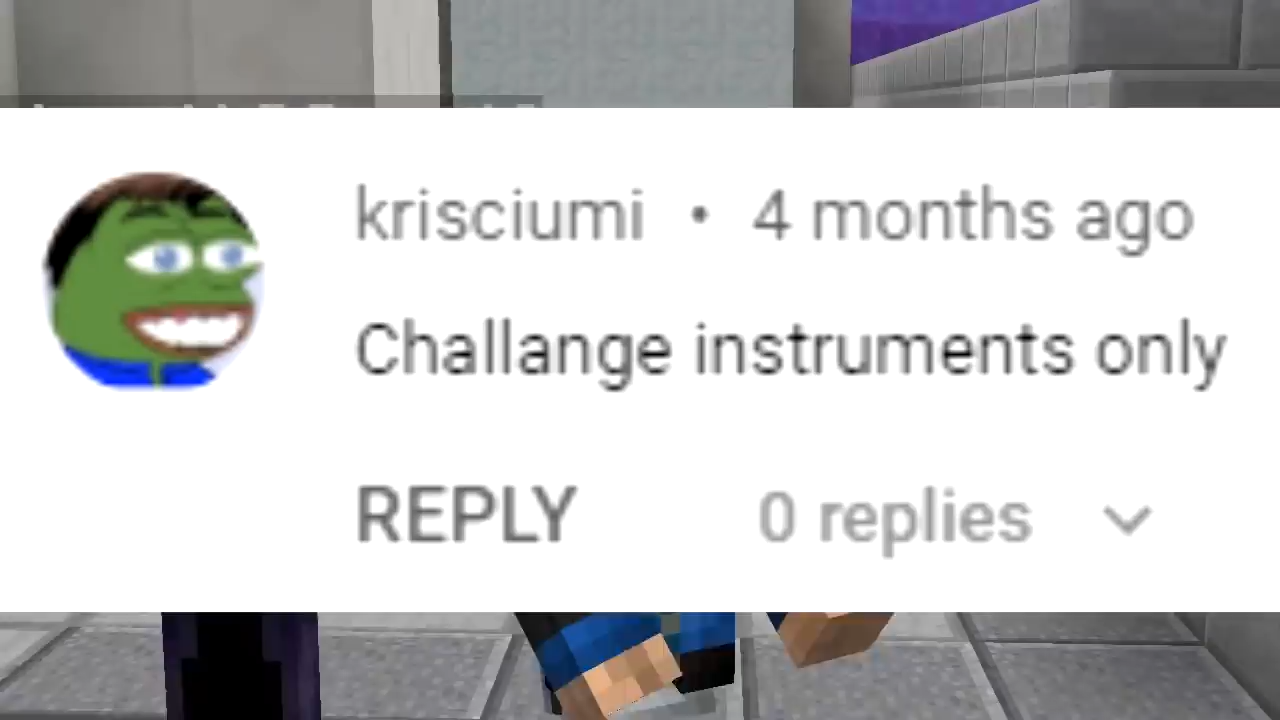 krisciumi • 4 months ago
Challange instruments only
REPLY 0 replies